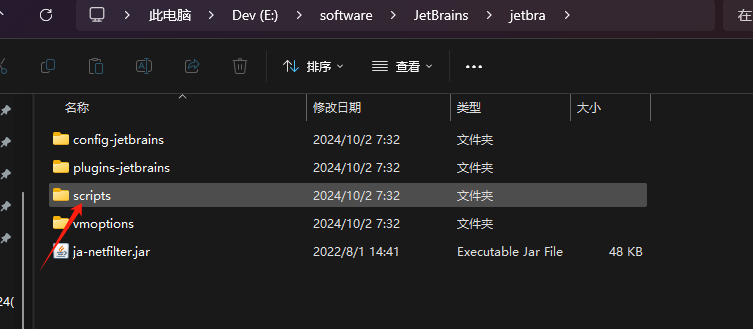 此电脑 Dev (E:) software JetBrains jetbra 在
排序 查看
名称 修改日期 类型 大小
config-jetbrains 2024/10/2 7:32 文件夹
plugins-jetbrains 2024/10/2 7:32 文件夹
scripts 2024/10/2 7:32 文件夹
vmoptions 2024/10/2 7:32 文件夹
ja-netfilter.jar 2022/8/1 14:41 Executable Jar File 48 KB
24(